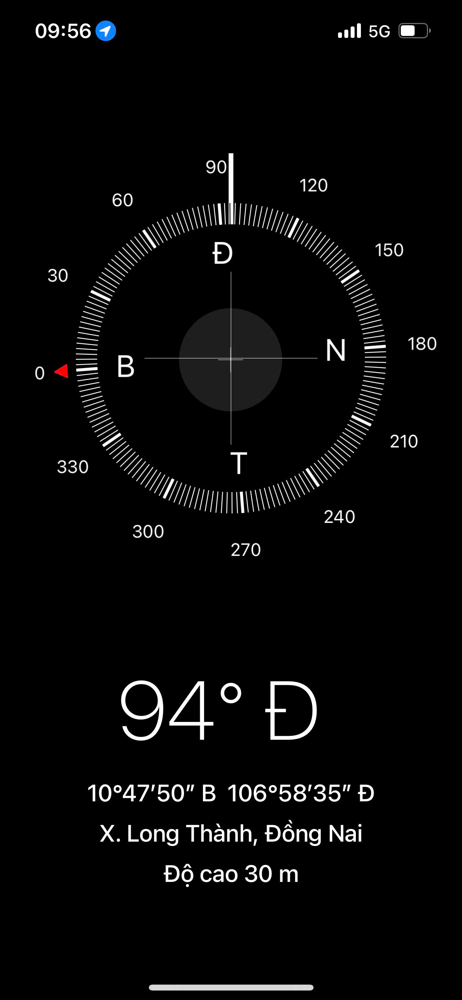 09:56 5G
90
120
60
150
30
Đ
180
N
B
0
210
T
330
240
300
270
94° Đ
10°47’50” B 106°58’35” Đ
X. Long Thành, Đồng Nai
Độ cao 30 m